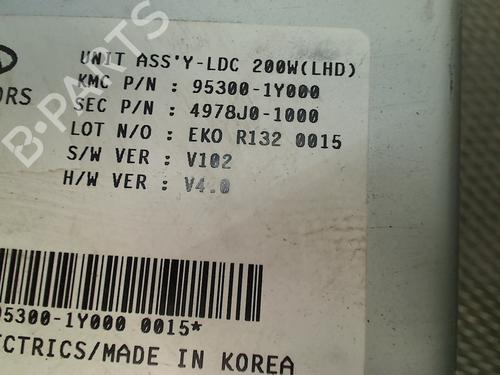 UNIT ASS'Y-LDC 200W(LHD)
KMC P/N : 95300-1Y000
SEC P/N : 4978J0-1000
LOT N/O : EKO R132 0015
S/W VER : V102
H/W VER : V4.0
ORS
95300-1Y000 0015*
ECTRICS/MADE IN KOREA
B-PARTS